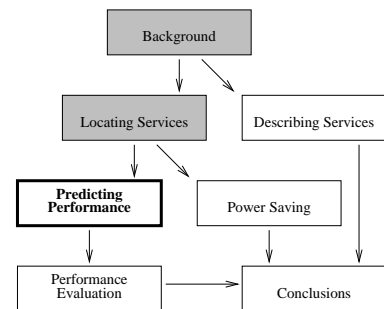 Background
Locating Services
Describing Services
Predicting
Performance
Power Saving
Performance
Evaluation
Conclusions